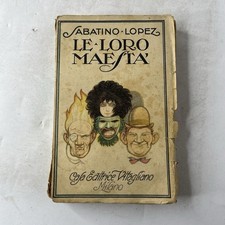 SABATINO • LOPEZ
LE • LORO
MAESTA'
Casa Editrice Vitagliano
Milano